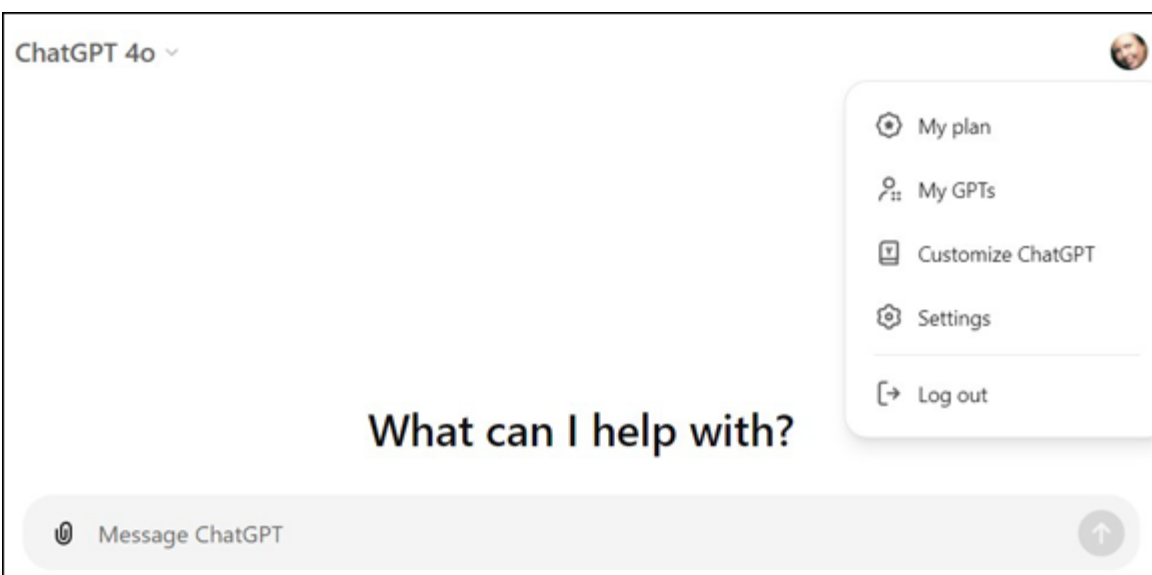 ChatGPT 4o
My plan
My GPTs
Customize ChatGPT
Settings
Log out
What can I help with?
Message ChatGPT